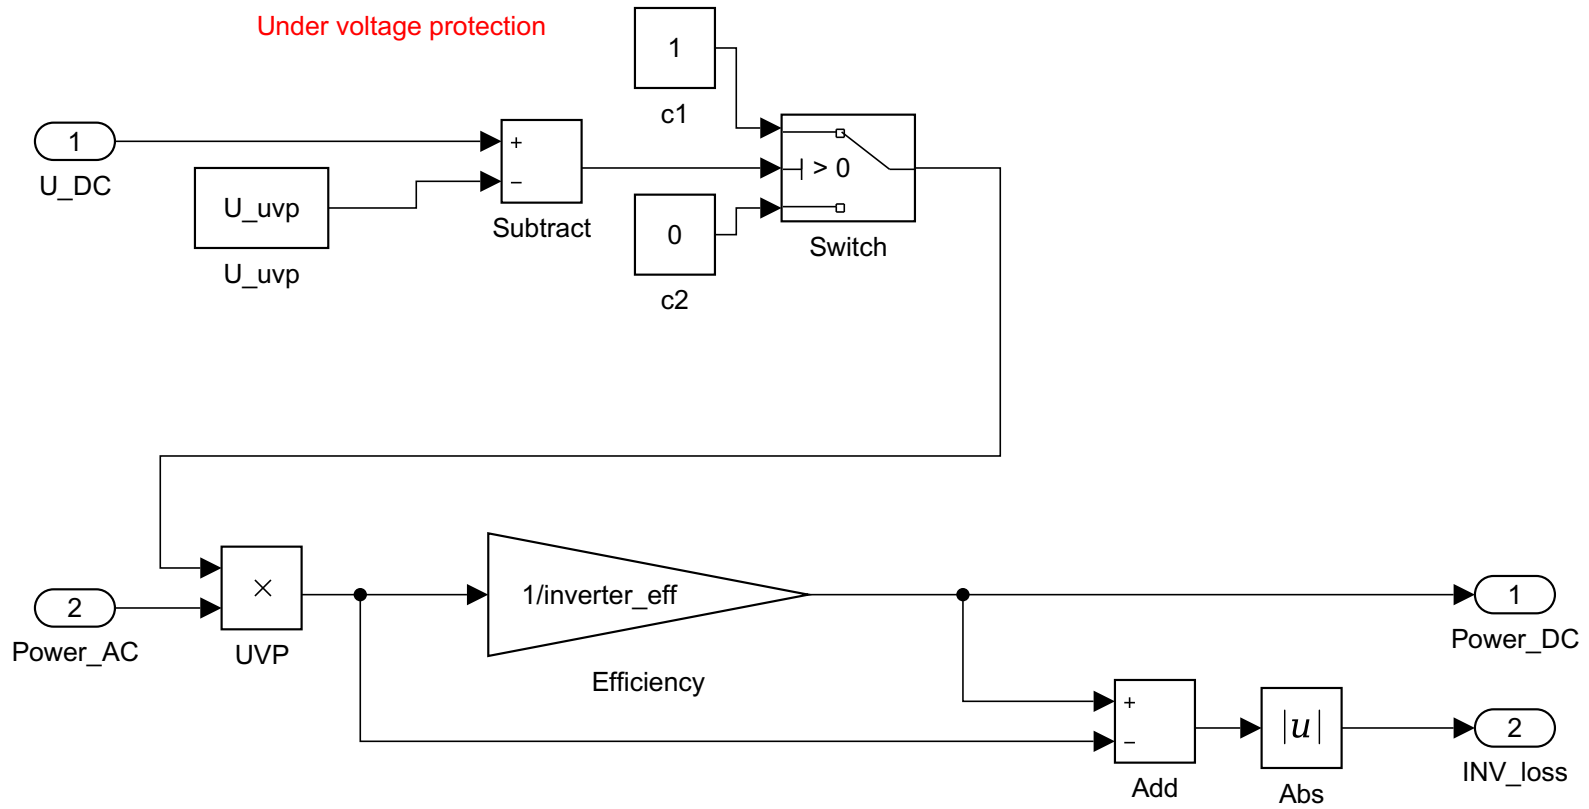 Under voltage protection
1
c1
1
U_DC
+
−
Subtract
U_uvp
U_uvp
> 0
Switch
0
c2
2
Power_AC
×
UVP
1/inverter_eff
Efficiency
1
Power_DC
+
−
Add
|u|
Abs
2
INV_loss